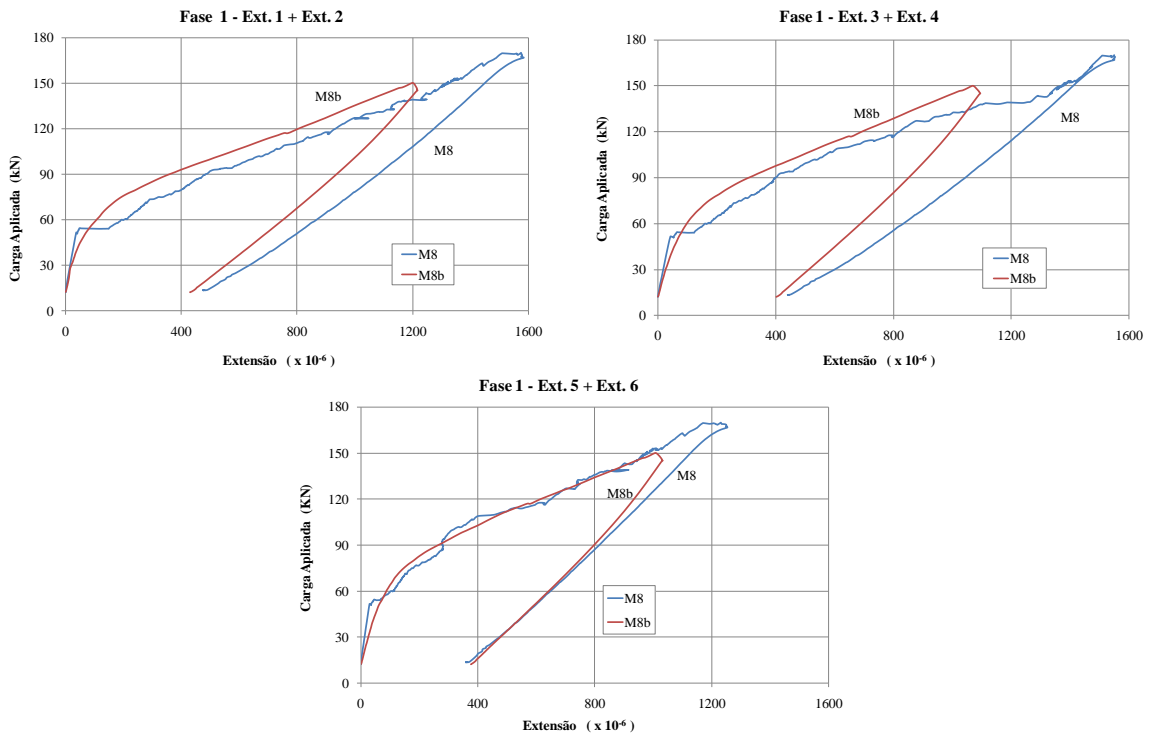 Fase 1 - Ext. 1 + Ext. 2
180
150
120
90
60
30
0
Carga Aplicada (kN)
M8b
M8
M8
M8b
0
400
800
1200
1600
Extensão ( x 10⁻⁶ )
Fase 1 - Ext. 3 + Ext. 4
180
150
120
90
60
30
0
Carga Aplicada (kN)
M8b
M8
M8
M8b
0
400
800
1200
1600
Extensão ( x 10⁻⁶ )
Fase 1 - Ext. 5 + Ext. 6
180
150
120
90
60
30
0
Carga Aplicada (KN)
M8
M8b
M8
M8b
0
400
800
1200
1600
Extensão ( x 10⁻⁶ )